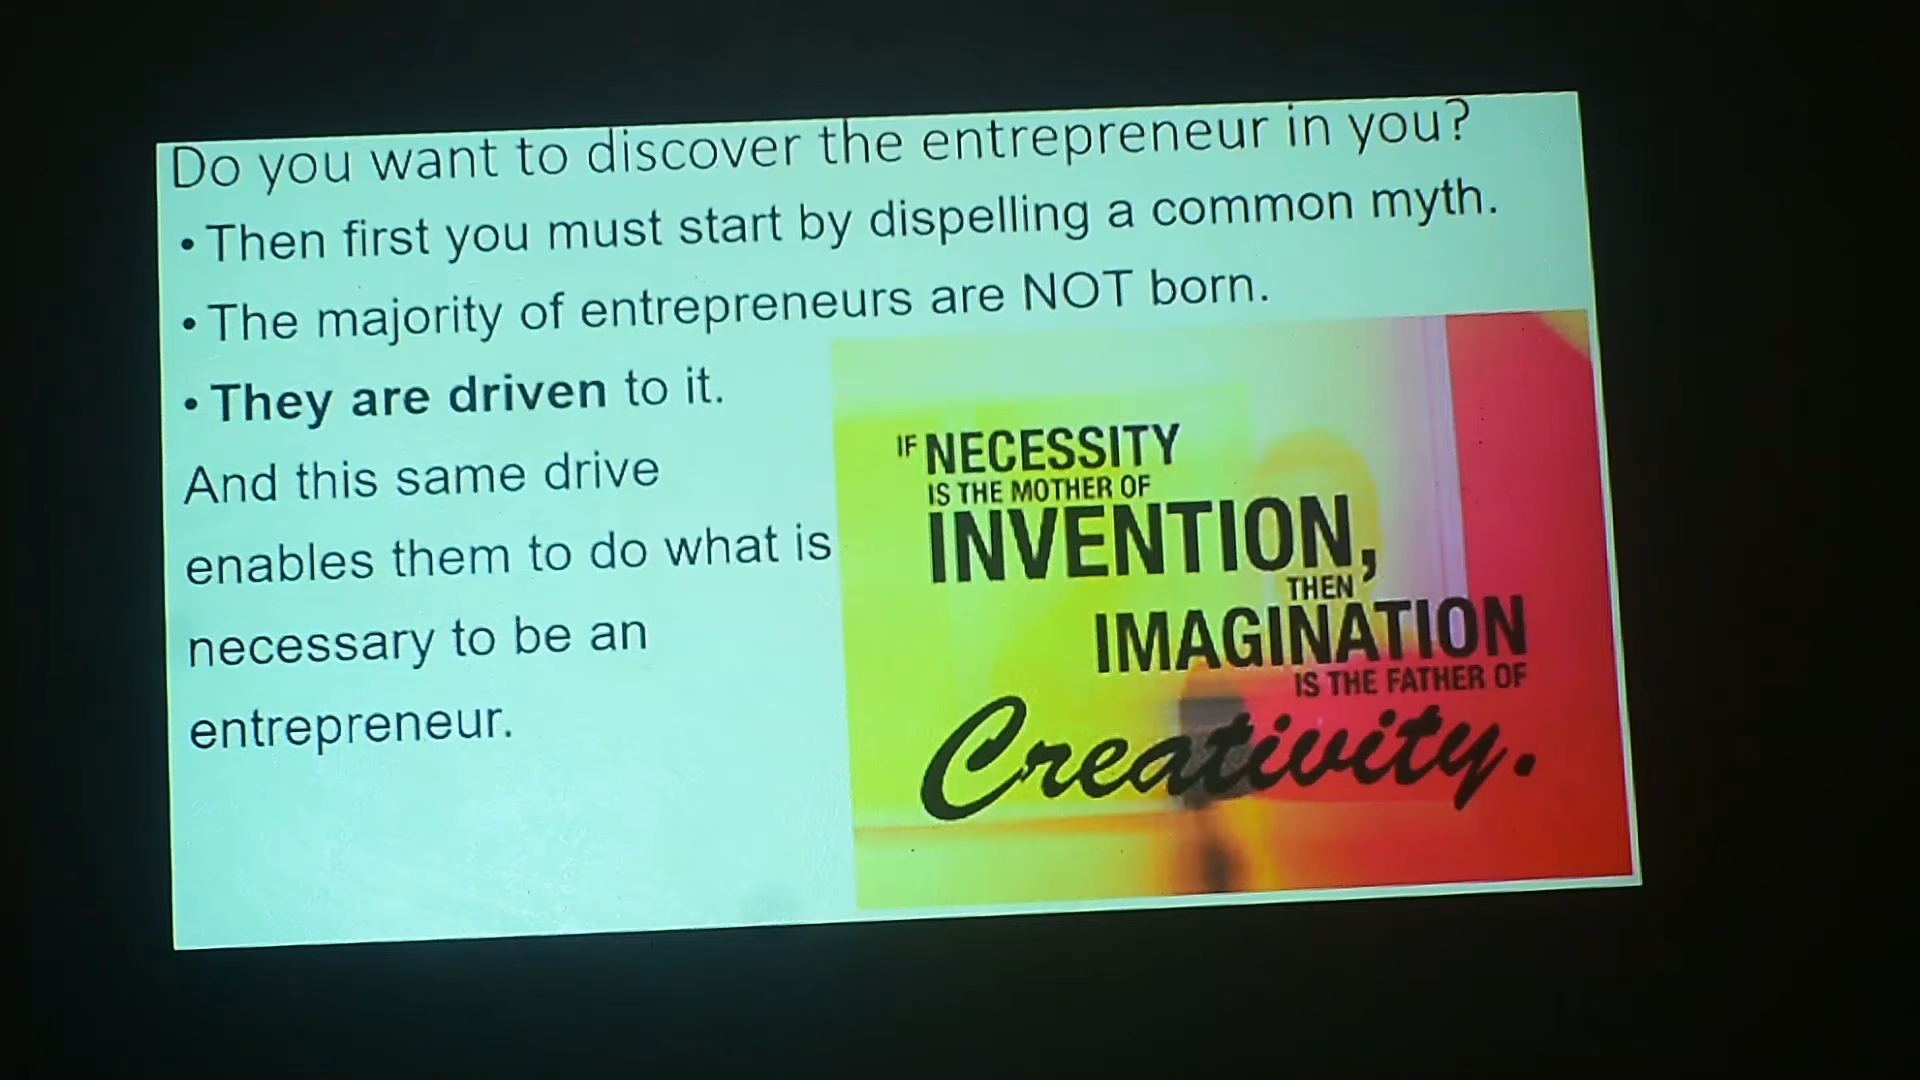 Do you want to discover the entrepreneur in you?
• Then first you must start by dispelling a common myth.
• The majority of entrepreneurs are NOT born.
• They are driven to it.
And this same drive
enables them to do what is
necessary to be an
entrepreneur.
IF NECESSITY
IS THE MOTHER OF
INVENTION,
THEN
IMAGINATION
IS THE FATHER OF
Creativity.